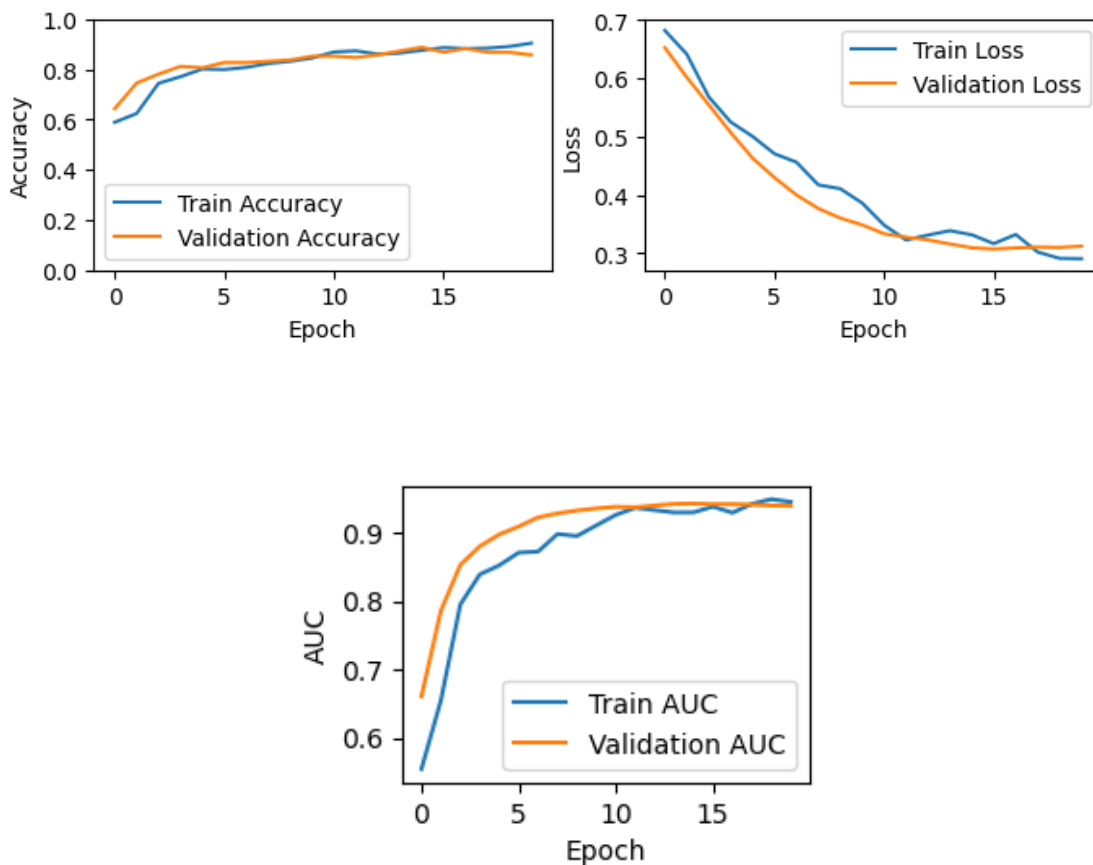 1.0
0.8
0.6
0.4
0.2
0.0
Accuracy
Train Accuracy
Validation Accuracy
0 5 10 15
Epoch
0.7
0.6
0.5
0.4
0.3
Loss
Train Loss
Validation Loss
0 5 10 15
Epoch
0.9
0.8
0.7
0.6
AUC
Train AUC
Validation AUC
0 5 10 15
Epoch